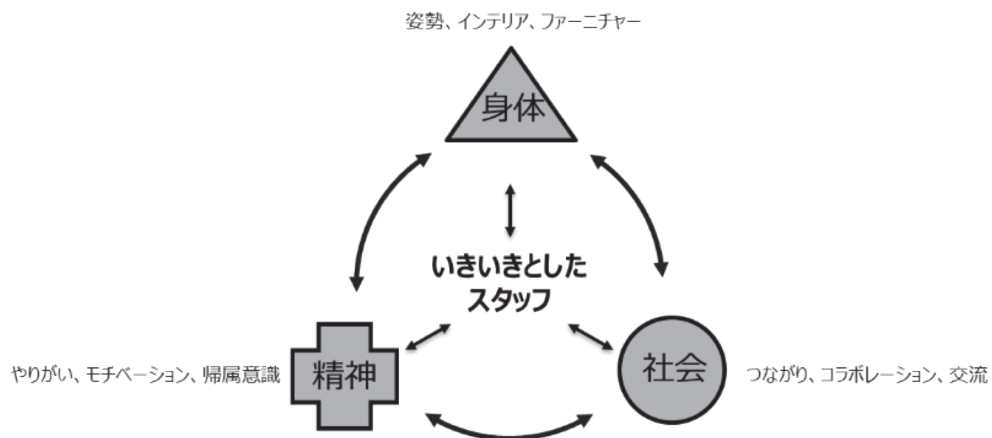 姿勢、インテリア、ファーニチャー
身体
いきいきとした
スタッフ
やりがい、モチベーション、帰属意識
精神
社会
つながり、コラボレーション、交流